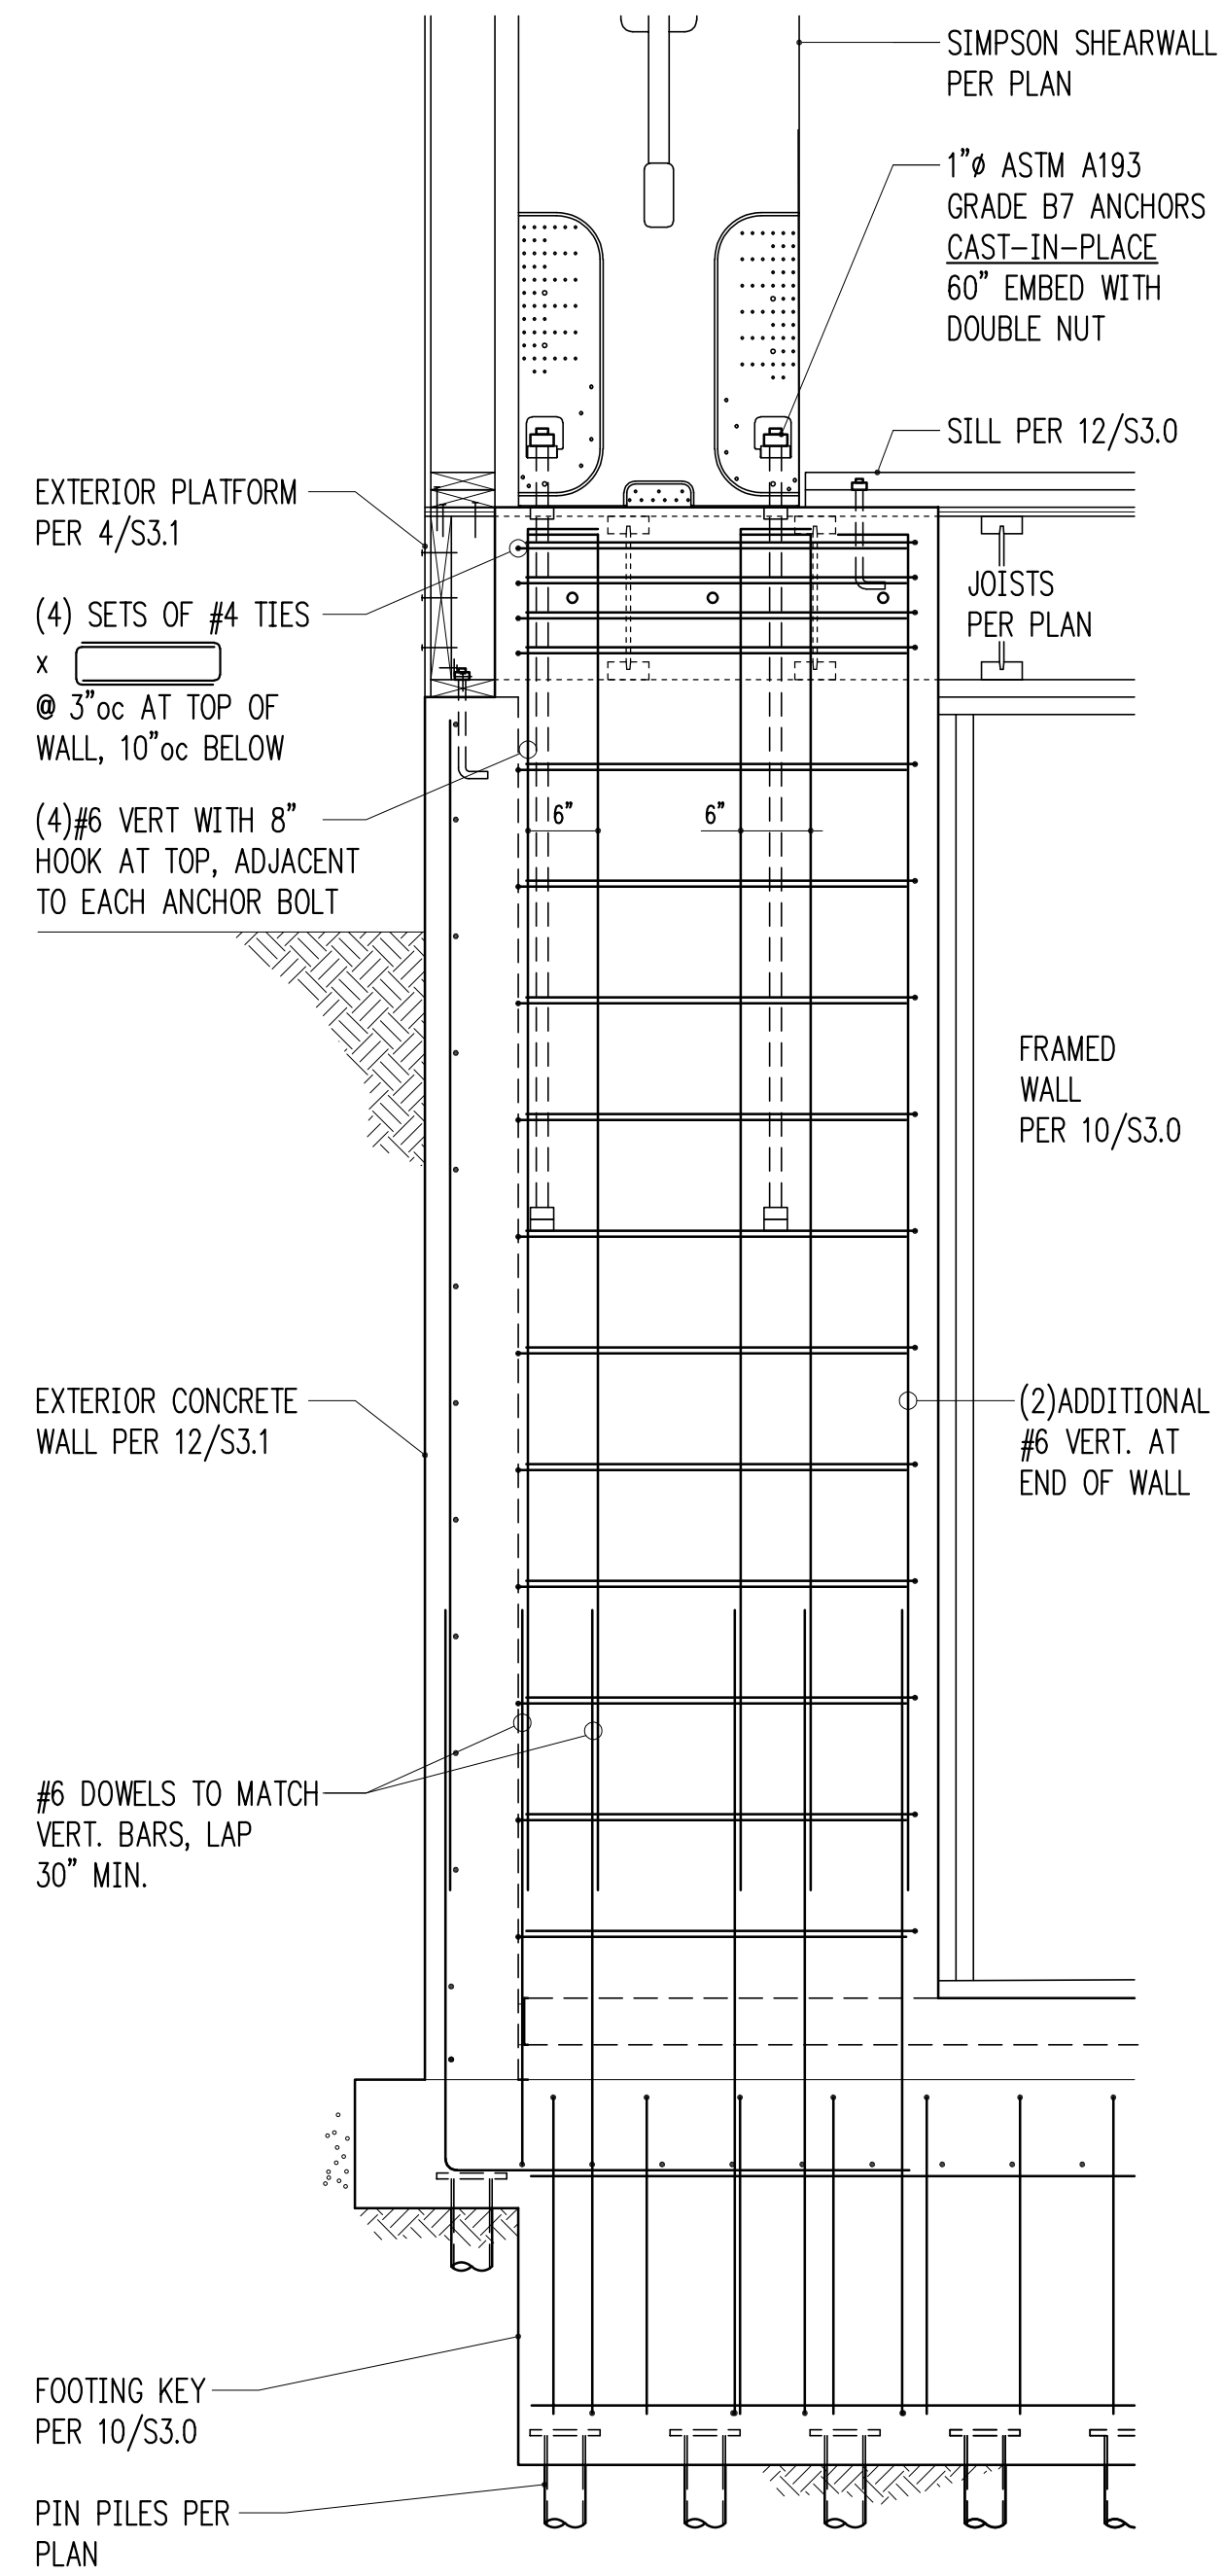 SIMPSON SHEARWALL
PER PLAN
1"ø ASTM A193
GRADE B7 ANCHORS
CAST-IN-PLACE
60" EMBED WITH
DOUBLE NUT
SILL PER 12/S3.0
EXTERIOR PLATFORM
PER 4/S3.1
(4) SETS OF #4 TIES
x
@ 3"oc AT TOP OF
WALL, 10"oc BELOW
JOISTS
PER PLAN
(4)#6 VERT WITH 8"
HOOK AT TOP, ADJACENT
TO EACH ANCHOR BOLT
6"
6"
FRAMED
WALL
PER 10/S3.0
EXTERIOR CONCRETE
WALL PER 12/S3.1
(2)ADDITIONAL
#6 VERT. AT
END OF WALL
#6 DOWELS TO MATCH
VERT. BARS, LAP
30" MIN.
FOOTING KEY
PER 10/S3.0
PIN PILES PER
PLAN